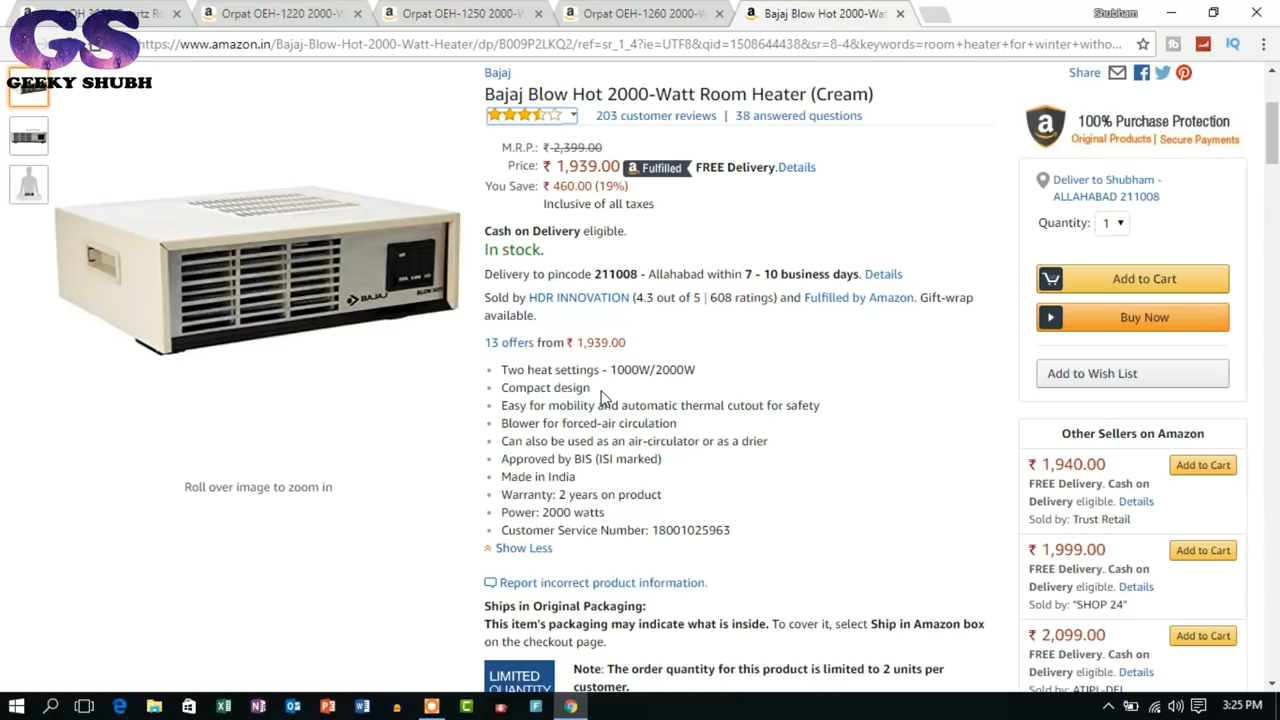 Orpat OEH-1220 2000-W
Orpat OEH-1250 2000-W
Orpat OEH-1260 2000-W
Bajaj Blow Hot 2000-Wat
Shubham
GS
GEEKY SHUBH
https://www.amazon.in/Bajaj-Blow-Hot-2000-Watt-Heater/dp/B009P2LKQ2/ref=sr_1_4?ie=UTF8&qid=1508644438&sr=8-4&keywords=room+heater+for+winter+witho...
Bajaj
Share
Bajaj Blow Hot 2000-Watt Room Heater (Cream)
203 customer reviews | 38 answered questions
M.R.P.: ₹ 2,399.00
Price: ₹ 1,939.00 Fulfilled FREE Delivery.Details
You Save: ₹ 460.00 (19%)
Inclusive of all taxes
Cash on Delivery eligible.
In stock.
Delivery to pincode 211008 - Allahabad within 7 - 10 business days. Details
Sold by HDR INNOVATION (4.3 out of 5 | 608 ratings) and Fulfilled by Amazon. Gift-wrap
available.
13 offers from ₹ 1,939.00
Two heat settings - 1000W/2000W
Compact design
Easy for mobility and automatic thermal cutout for safety
Blower for forced-air circulation
Can also be used as an air-circulator or as a drier
Approved by BIS (ISI marked)
Made in India
Warranty: 2 years on product
Power: 2000 watts
Customer Service Number: 18001025963
Show Less
Report incorrect product information.
Ships in Original Packaging:
This item's packaging may indicate what is inside. To cover it, select Ship in Amazon box
on the checkout page.
LIMITED
QUANTITY
Note: The order quantity for this product is limited to 2 units per
customer.
BAJAJ
BLOW HOT
Roll over image to zoom in
100% Purchase Protection
Original Products | Secure Payments
Deliver to Shubham -
ALLAHABAD 211008
Quantity: 1
Add to Cart
Buy Now
Add to Wish List
Other Sellers on Amazon
₹ 1,940.00 Add to Cart
FREE Delivery. Cash on
Delivery eligible. Details
Sold by: Trust Retail
₹ 1,999.00 Add to Cart
FREE Delivery. Cash on
Delivery eligible. Details
Sold by: "SHOP 24"
₹ 2,099.00 Add to Cart
FREE Delivery. Cash on
Delivery eligible. Details
Sold by: ATIPL-DEL
3:25 PM